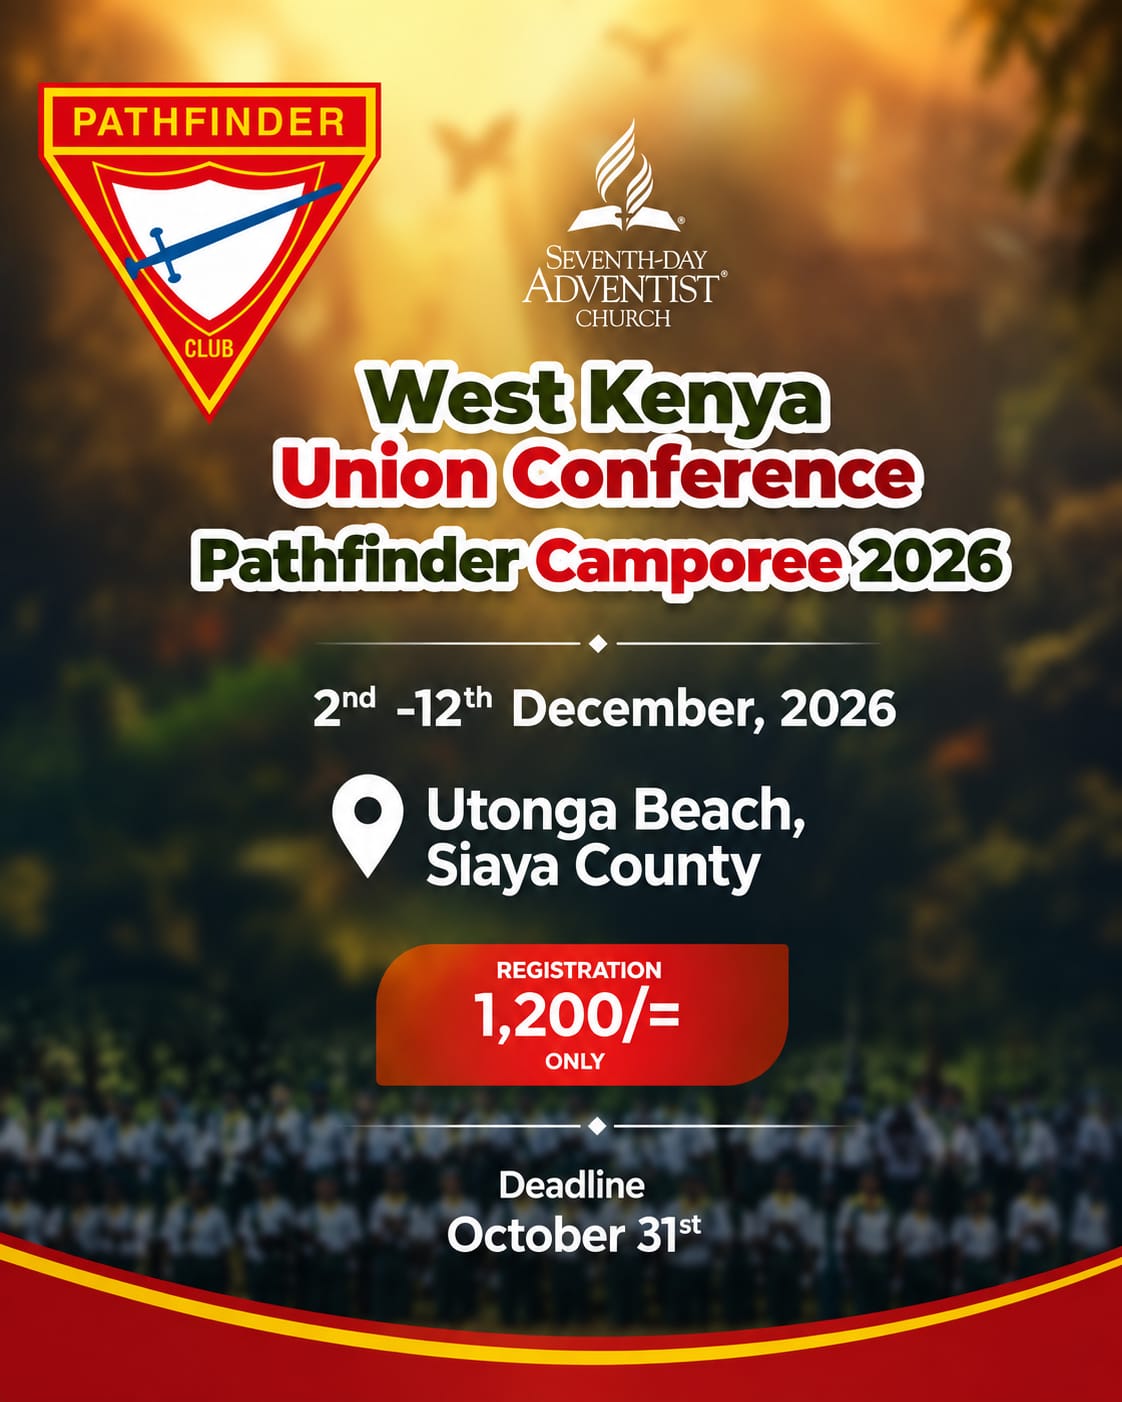 PATHFINDER
CLUB
SEVENTH-DAY
ADVENTIST®
CHURCH
West Kenya
Union Conference
Pathfinder Camporee 2026
2nd -12th December, 2026
Utonga Beach,
Siaya County
REGISTRATION
1,200/=
ONLY
Deadline
October 31st